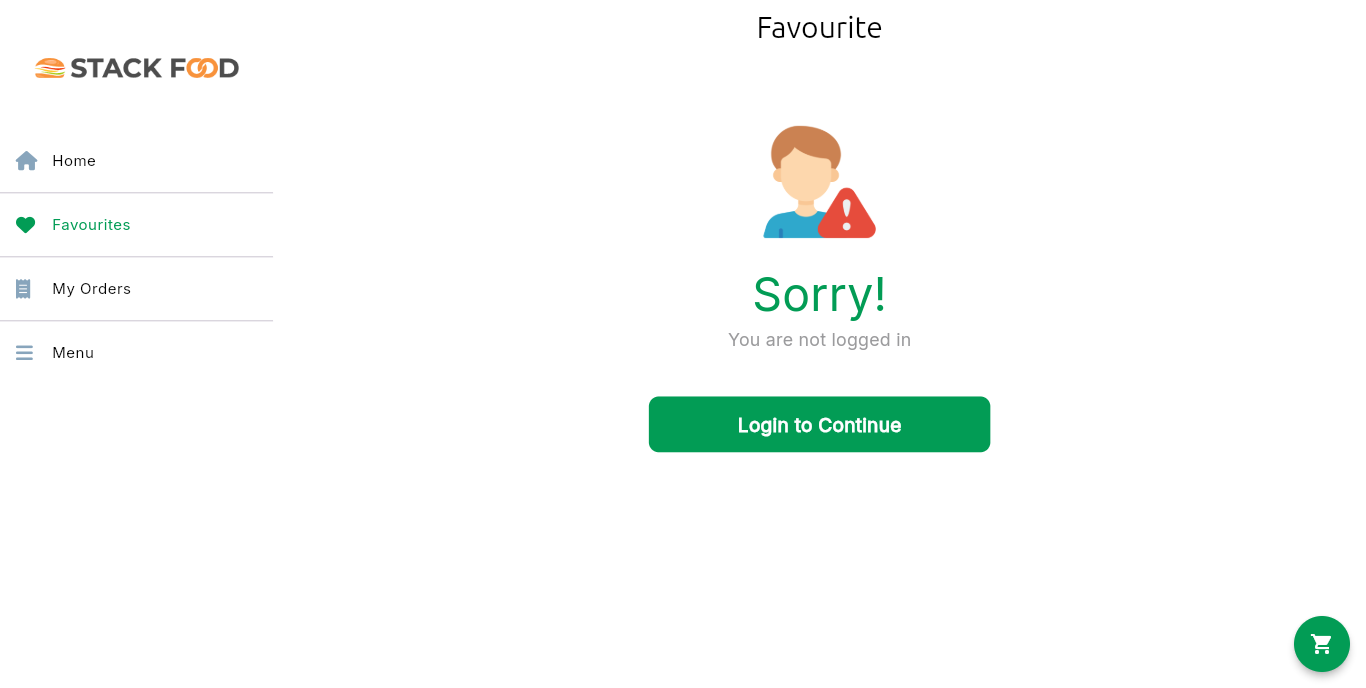 Favourite
STACK FOOD
Home
Favourites
My Orders
Menu
Sorry!
You are not logged in
Login to Continue